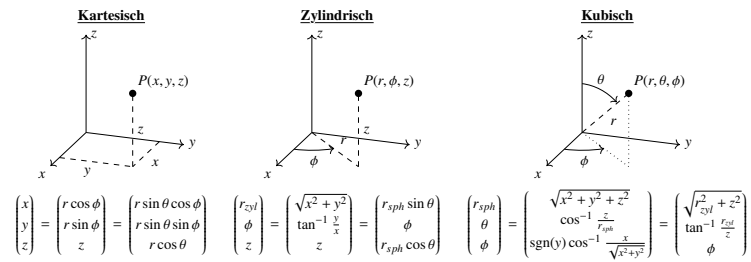 Kartesisch
z
P(x, y, z)
z
y
y
x
x
Zylindrisch
z
P(r, ϕ, z)
z
r
y
ϕ
x
Kubisch
z
θ
P(r, θ, ϕ)
r
y
ϕ
x
(x y z) = (r cos ϕ r sin ϕ z) = (r sin θ cos ϕ r sin θ sin ϕ r cos θ)
(r_zyl ϕ z) = (√(x² + y²) tan⁻¹ y/x z) = (r_sph sin θ ϕ r_sph cos θ)
(r_sph θ ϕ) = (√(x² + y² + z²) cos⁻¹ z/r_sph sgn(y) cos⁻¹ x/√(x²+y²)) = (√(r²_zyl + z²) tan⁻¹ r_zyl/z ϕ)